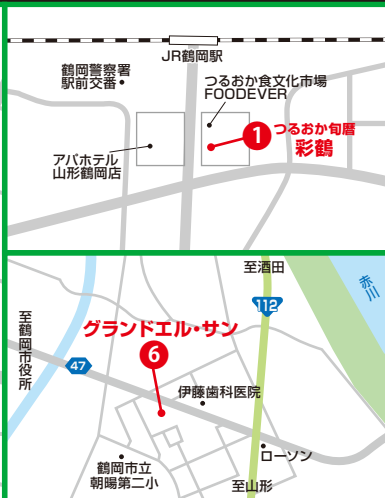 JR鶴岡駅
鶴岡警察署
駅前交番
つるおか食文化市場
FOODEVER
1
つるおか旬暦
彩鶴
アパホテル
山形鶴岡店
至酒田
赤川
112
至鶴岡市役所
グランドエル・サン
6
47
伊藤歯科医院
ローソン
鶴岡市立
朝暘第二小
至山形